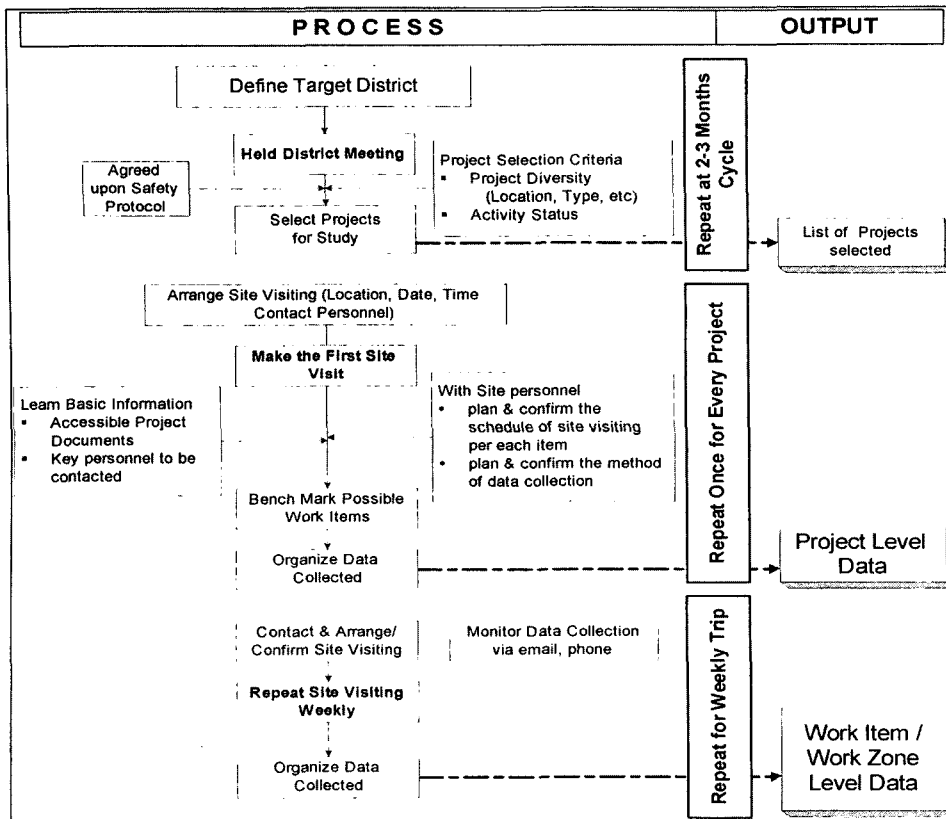 PROCESS
OUTPUT
Define Target District
Held District Meeting
Agreed
upon Safety
Protocol
Project Selection Criteria
▪ Project Diversity
(Location, Type, etc)
▪ Activity Status
Select Projects
for Study
Repeat at 2-3 Months
Cycle
List of Projects
selected
Arrange Site Visiting (Location, Date, Time
Contact Personnel)
Make the First Site
Visit
Learn Basic Information
▪ Accessible Project
Documents
▪ Key personnel to be
contacted
With Site personnel
• plan & confirm the
schedule of site visiting
per each item
• plan & confirm the method
of data collection
Bench Mark Possible
Work Items
Organize Data
Collected
Repeat Once for Every Project
Project Level
Data
Contact & Arrange/
Confirm Site Visiting
Monitor Data Collection
via email, phone
Repeat Site Visiting
Weekly
Organize Data
Collected
Repeat for Weekly Trip
Work Item /
Work Zone
Level Data